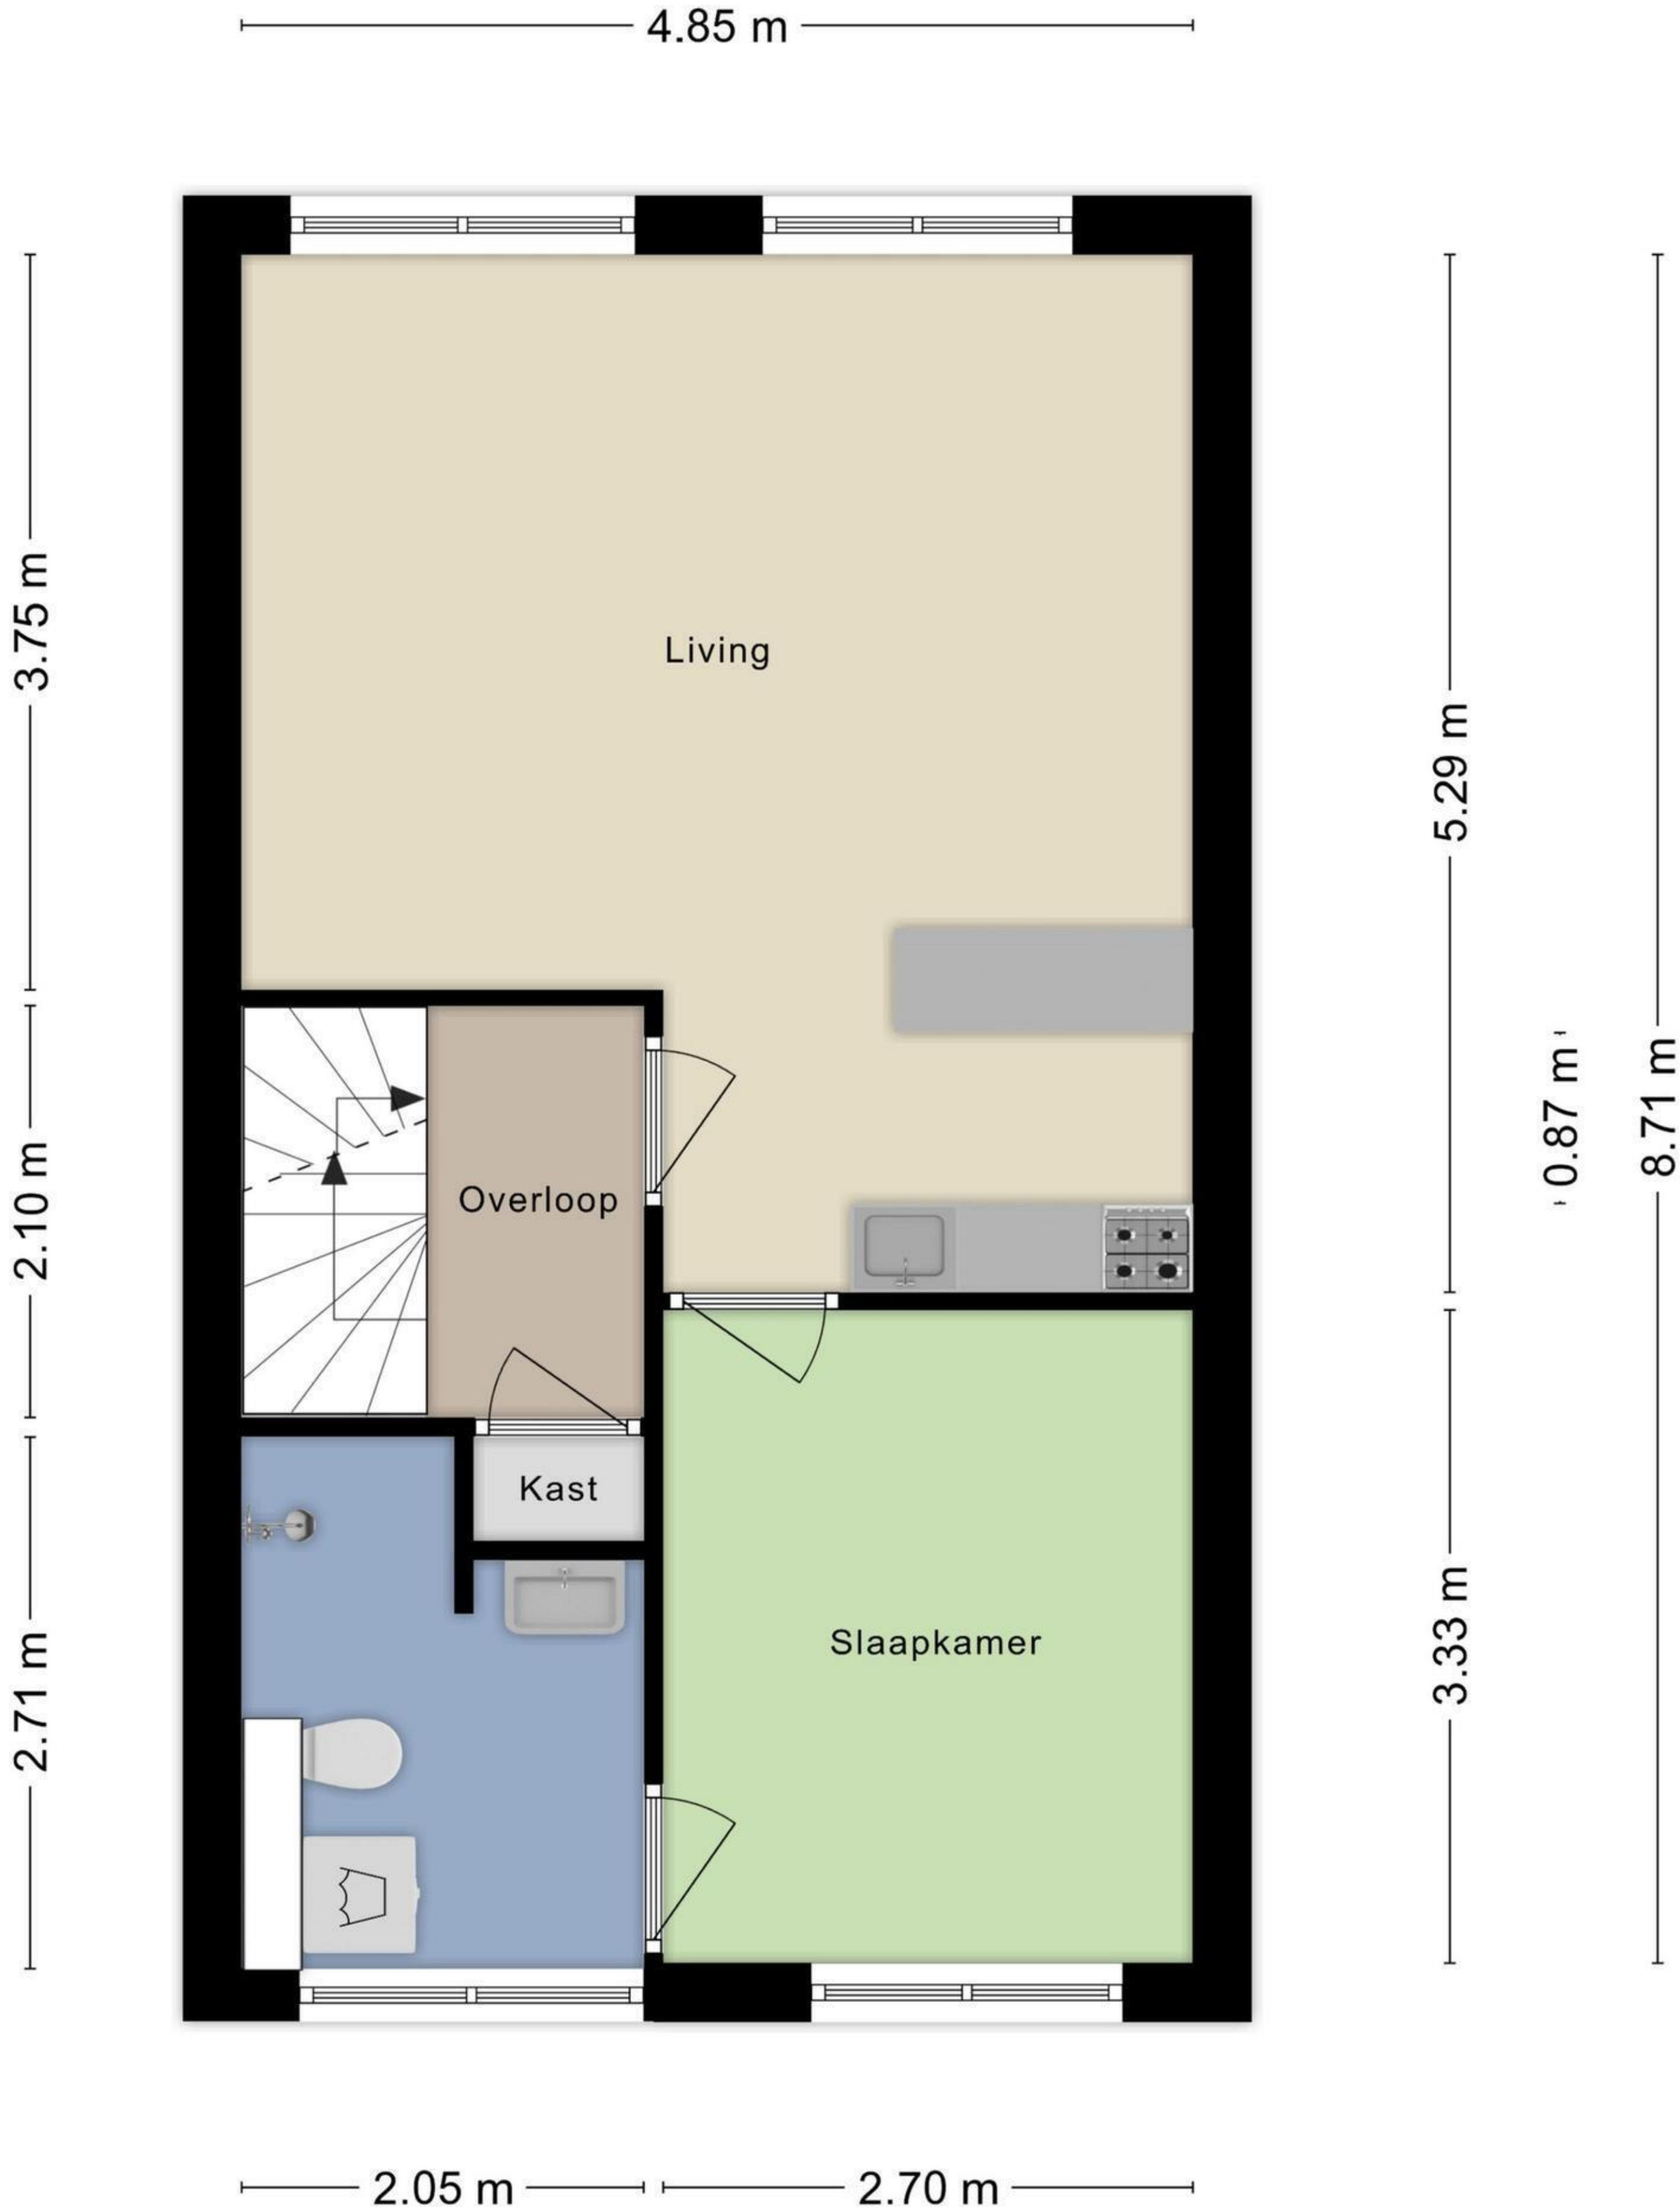 4.85 m
3.75 m
Living
5.29 m
0.87 m
8.71 m
2.10 m
Overloop
Kast
Slaapkamer
2.71 m
3.33 m
2.05 m
2.70 m